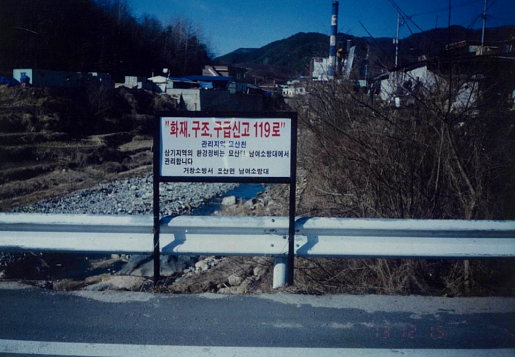 "화재, 구조, 구급신고 119로"
관리지역 묘산천
상기지역의 환경정비는 묘산면 남여소방대에서
관리합니다
거창소방서 묘산면 남여소방대